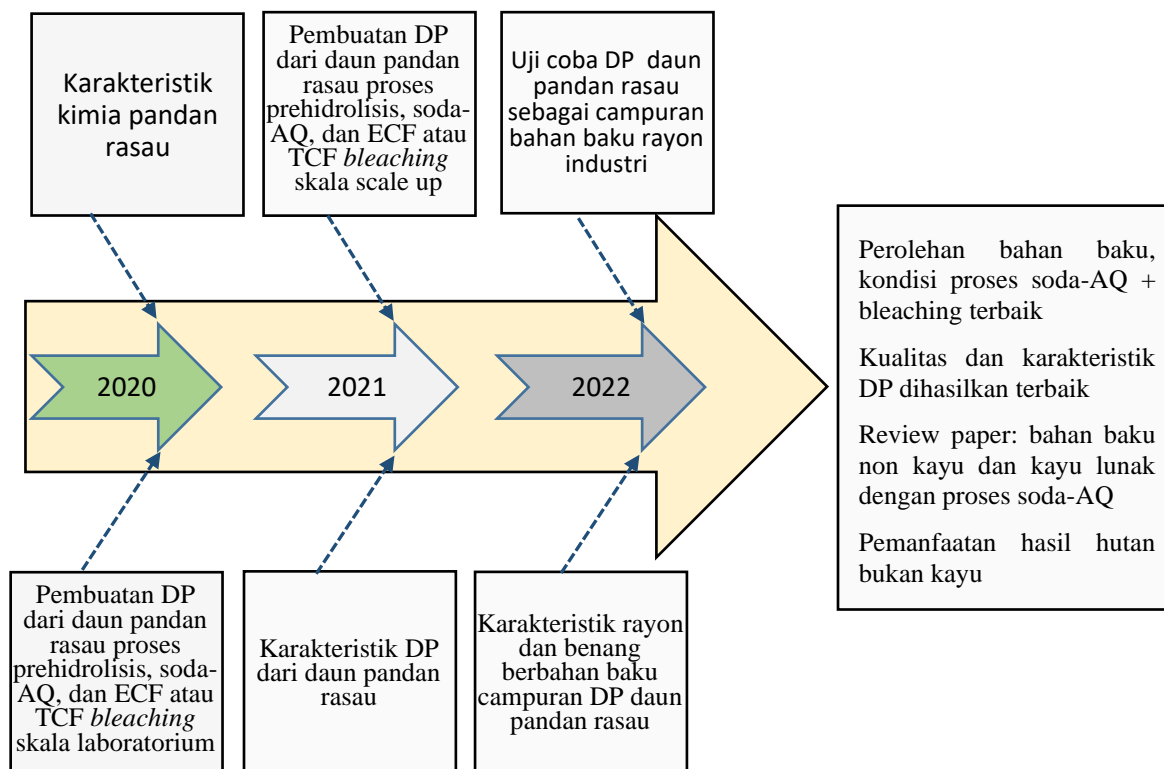 Karakteristik
kimia pandan
rasau
Pembuatan DP
dari daun pandan
rasau proses
prehidrolisis, soda-
AQ, dan ECF atau
TCF bleaching
skala scale up
Uji coba DP daun
pandan rasau
sebagai campuran
bahan baku rayon
industri
2020
2021
2022
Pembuatan DP
dari daun pandan
rasau proses
prehidrolisis, soda-
AQ, dan ECF atau
TCF bleaching
skala laboratorium
Karakteristik DP
dari daun pandan
rasau
Karakteristik rayon
dan benang
berbahan baku
campuran DP daun
pandan rasau
Perolehan bahan baku,
kondisi proses soda-AQ +
bleaching terbaik
Kualitas dan karakteristik
DP dihasilkan terbaik
Review paper: bahan baku
non kayu dan kayu lunak
dengan proses soda-AQ
Pemanfaatan hasil hutan
bukan kayu